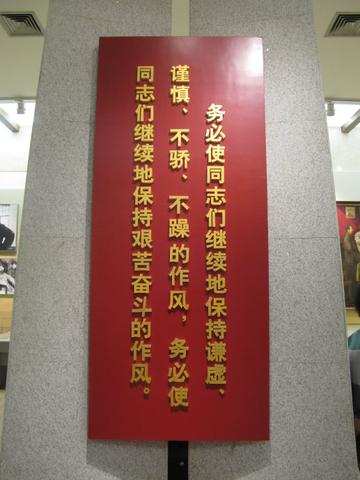 务必使同志们继续地保持谦虚、
谨慎、不骄、不躁的作风，务必使
同志们继续地保持艰苦奋斗的作风。